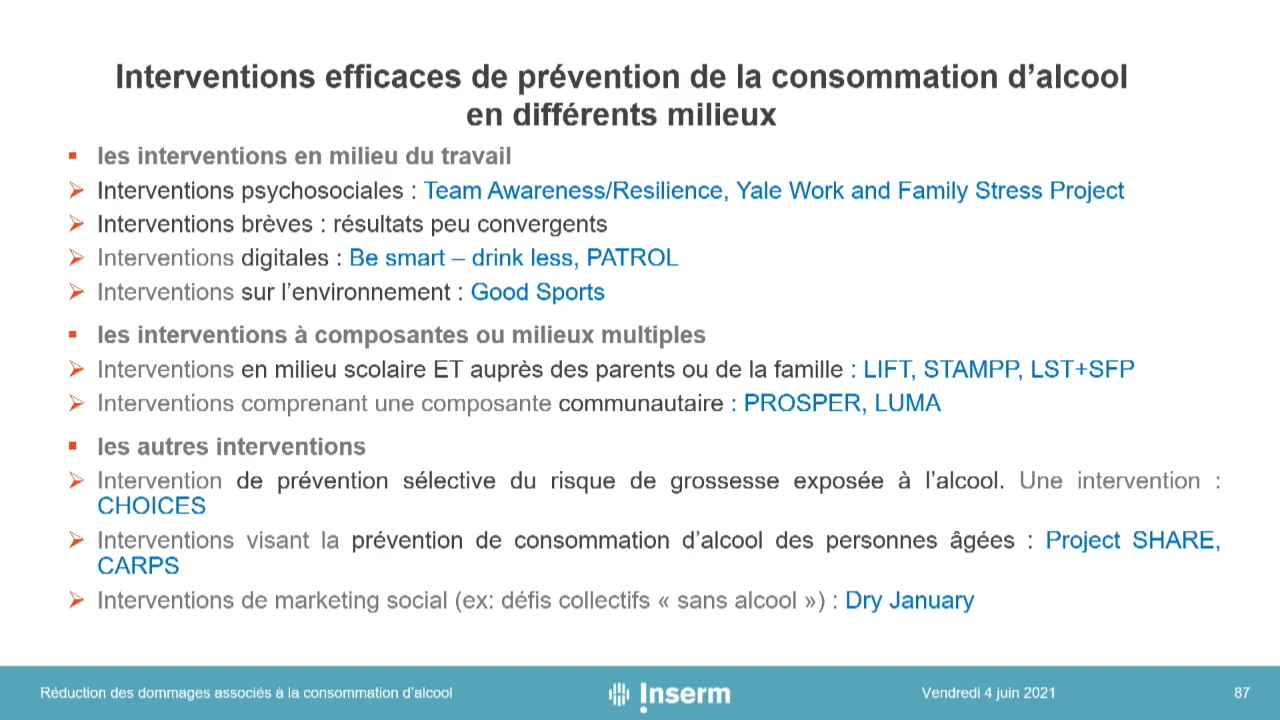 Interventions efficaces de prévention de la consommation d’alcool
en différents milieux
▪ les interventions en milieu du travail
➢ Interventions psychosociales : Team Awareness/Resilience, Yale Work and Family Stress Project
➢ Interventions brèves : résultats peu convergents
➢ Interventions digitales : Be smart – drink less, PATROL
➢ Interventions sur l’environnement : Good Sports
▪ les interventions à composantes ou milieux multiples
➢ Interventions en milieu scolaire ET auprès des parents ou de la famille : LIFT, STAMPP, LST+SFP
➢ Interventions comprenant une composante communautaire : PROSPER, LUMA
▪ les autres interventions
➢ Intervention de prévention sélective du risque de grossesse exposée à l’alcool. Une intervention :
CHOICES
➢ Interventions visant la prévention de consommation d’alcool des personnes âgées : Project SHARE,
CARPS
➢ Interventions de marketing social (ex: défis collectifs « sans alcool ») : Dry January
Réduction des dommages associés à la consommation d’alcool
Inserm
Vendredi 4 juin 2021
87